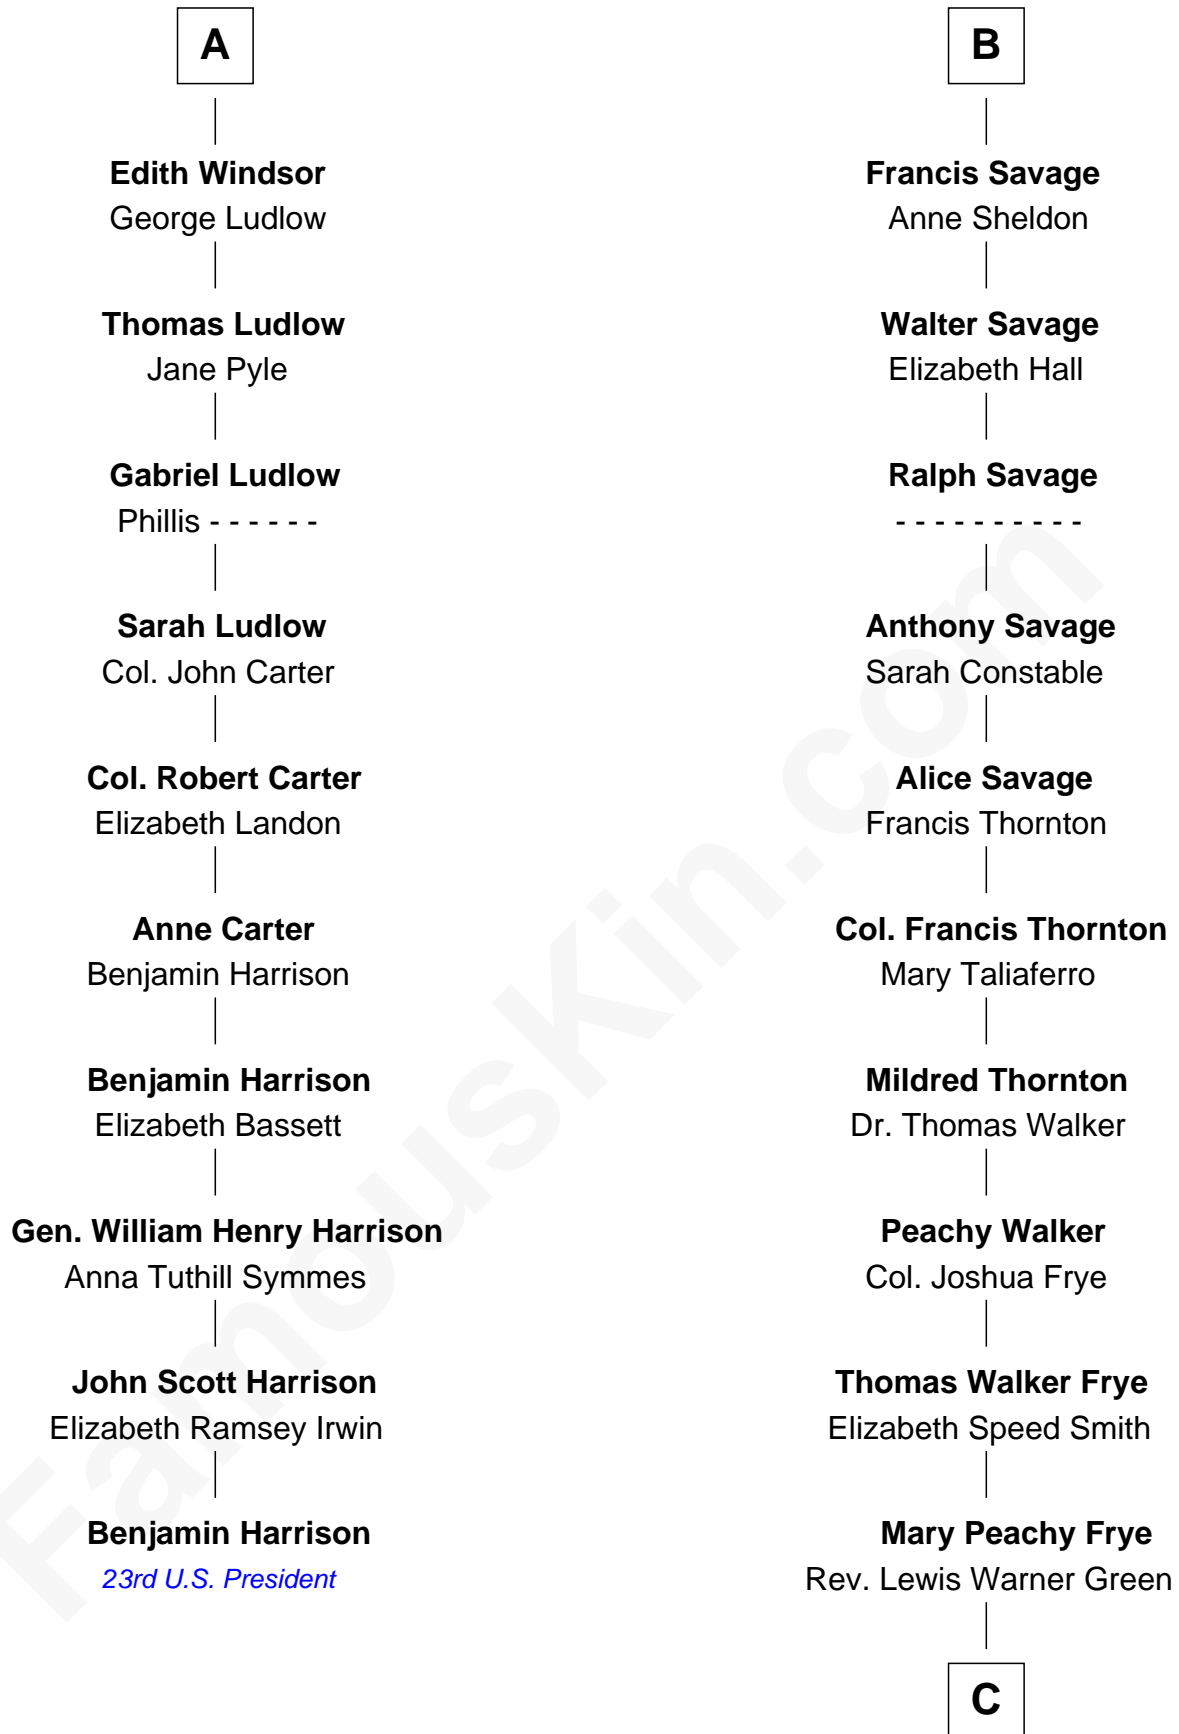 A
Edith Windsor
George Ludlow
Thomas Ludlow
Jane Pyle
Gabriel Ludlow
Phillis - - - - - -
Sarah Ludlow
Col. John Carter
Col. Robert Carter
Elizabeth Landon
Anne Carter
Benjamin Harrison
Benjamin Harrison
Elizabeth Bassett
Gen. William Henry Harrison
Anna Tuthill Symmes
John Scott Harrison
Elizabeth Ramsey Irwin
Benjamin Harrison
23rd U.S. President
B
Francis Savage
Anne Sheldon
Walter Savage
Elizabeth Hall
Ralph Savage
- - - - - - - - - -
Anthony Savage
Sarah Constable
Alice Savage
Francis Thornton
Col. Francis Thornton
Mary Taliaferro
Mildred Thornton
Dr. Thomas Walker
Peachy Walker
Col. Joshua Frye
Thomas Walker Frye
Elizabeth Speed Smith
Mary Peachy Frye
Rev. Lewis Warner Green
C
FamousKin.com